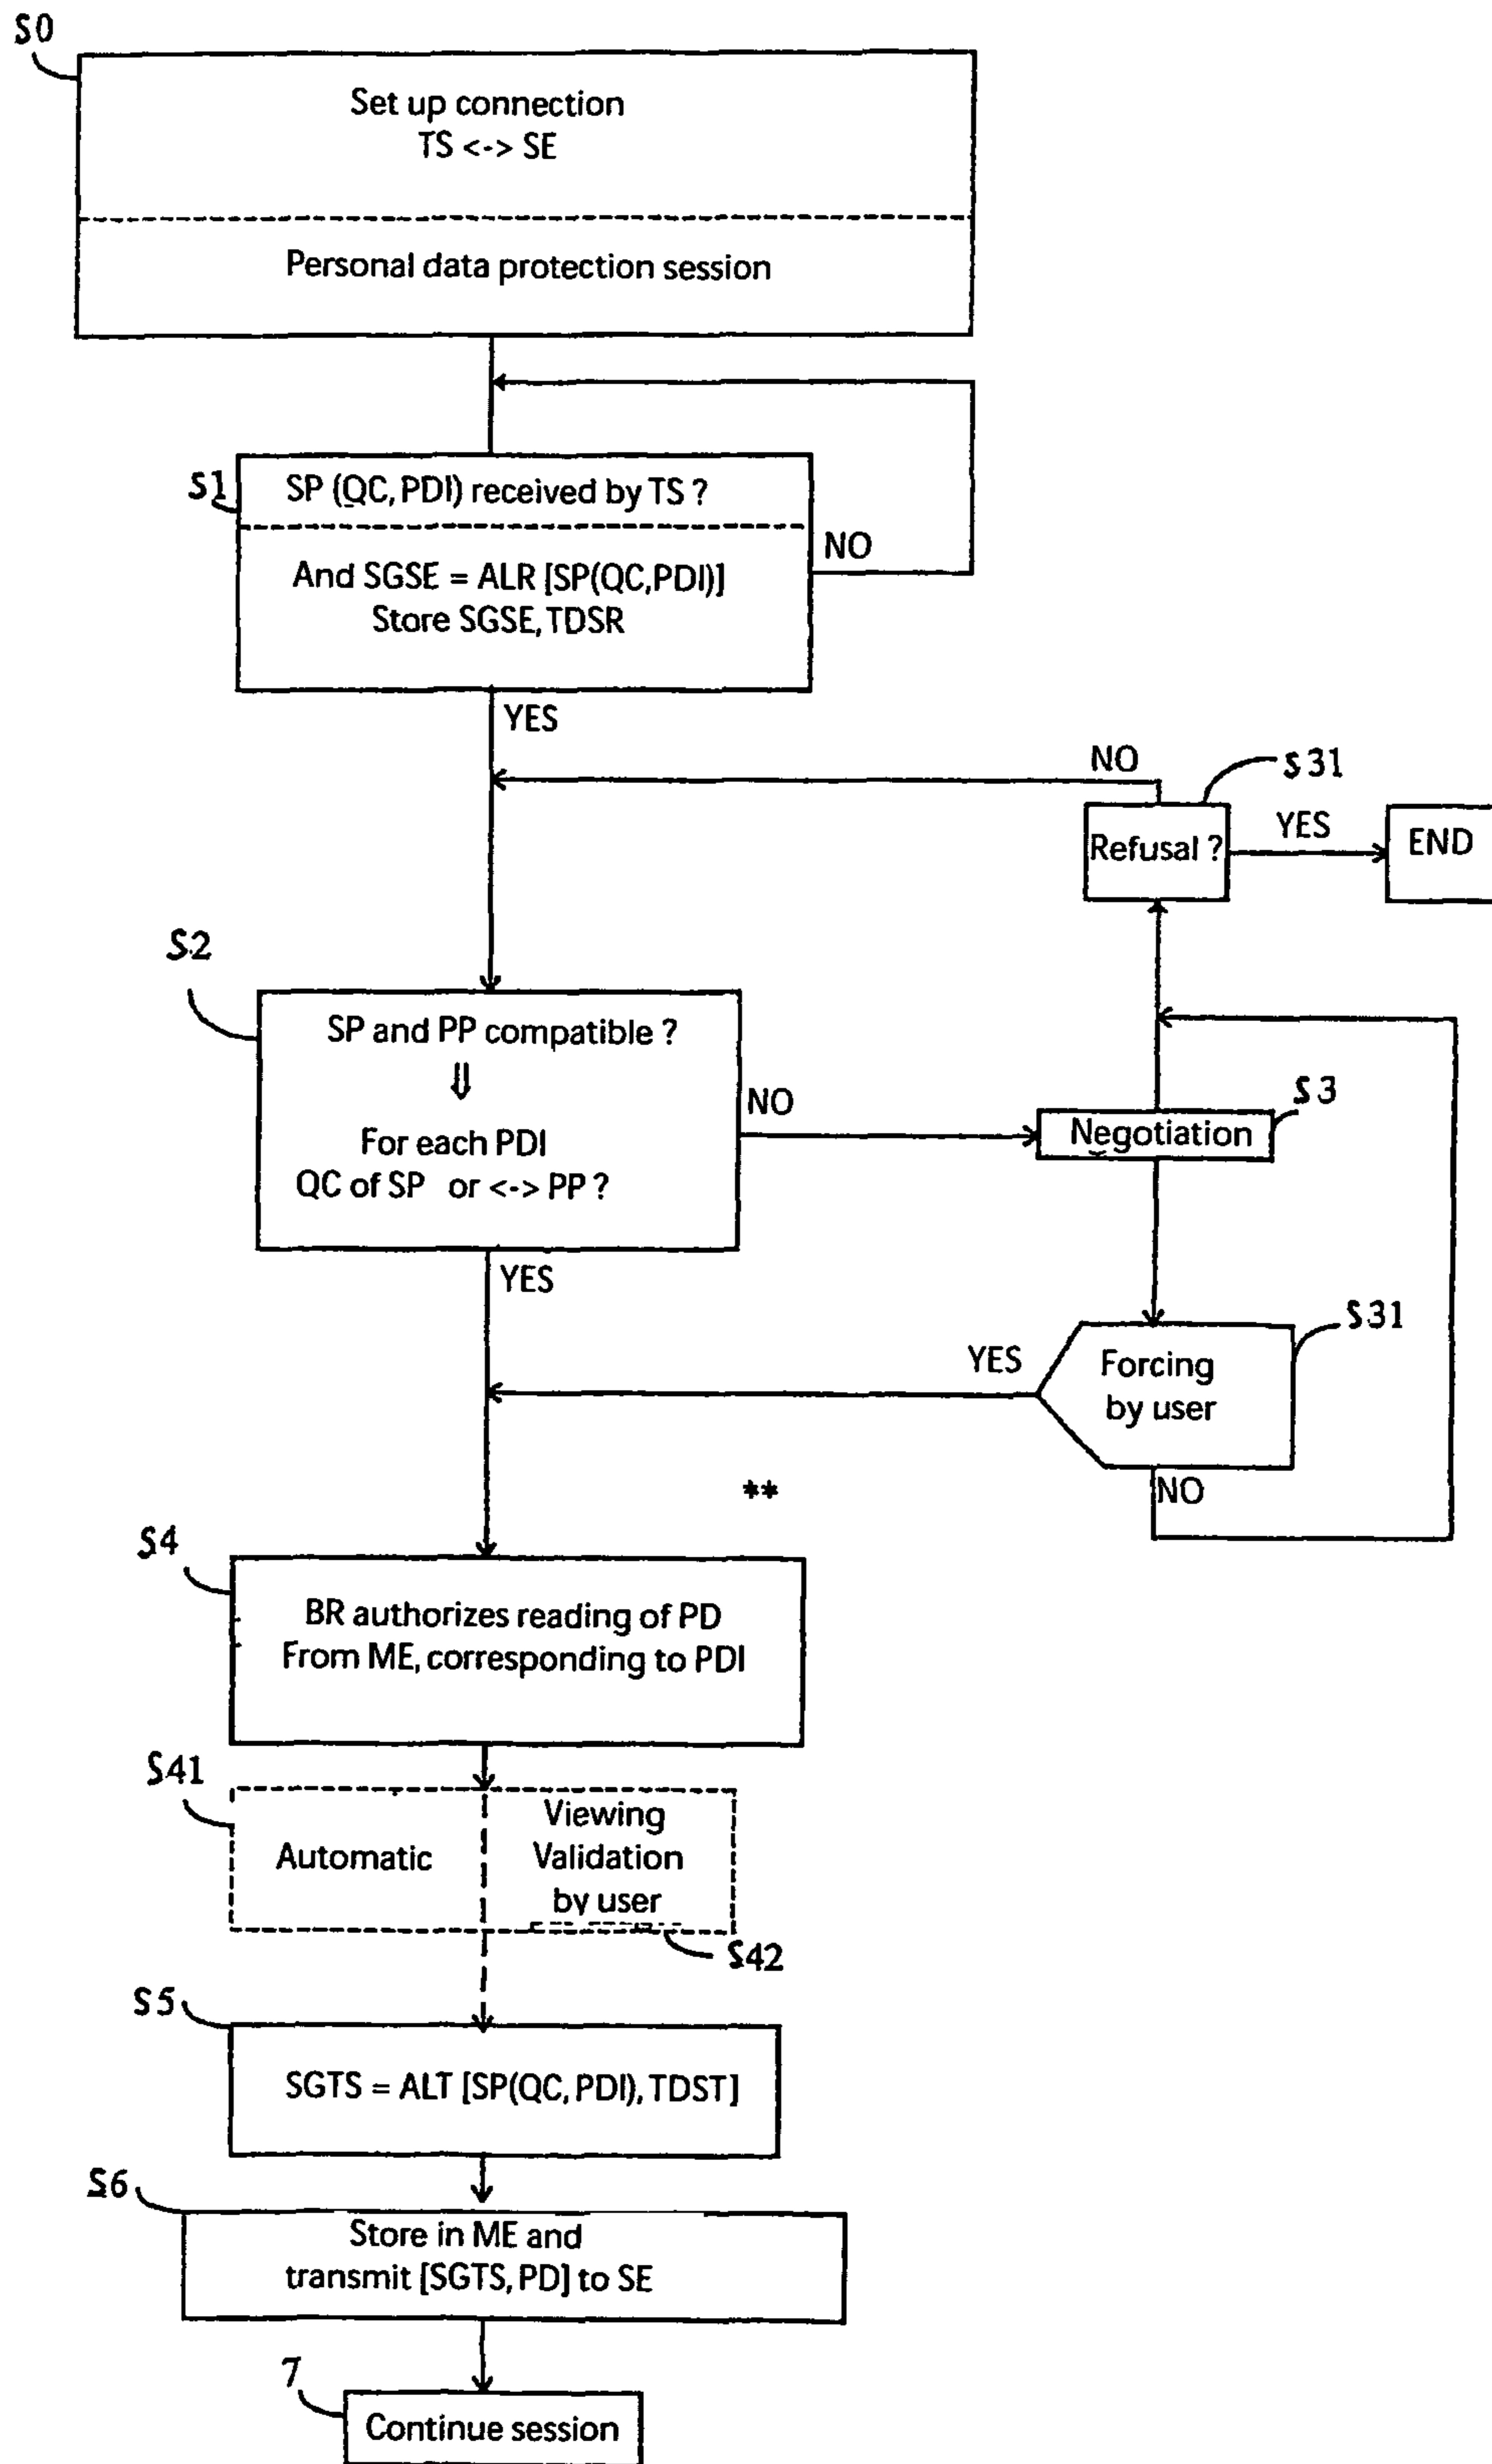 S0
Set up connection
TS <-> SE
Personal data protection session
S1
SP (QC, PDI) received by TS ?
And SGSE = ALR [SP(QC,PDI)]
Store SGSE, TDSR
NO
YES
NO
S31
Refusal ?
YES
END
S2
SP and PP compatible ?
⇓
For each PDI
QC of SP or <-> PP ?
NO
S3
Negotiation
YES
S31
YES
Forcing
by user
NO
**
S4
BR authorizes reading of PD
From ME, corresponding to PDI
S41
Automatic
Viewing
Validation
by user
S42
S5
SGTS = ALT [SP(QC, PDI), TDST]
S6
Store in ME and
transmit [SGTS, PD] to SE
7
Continue session